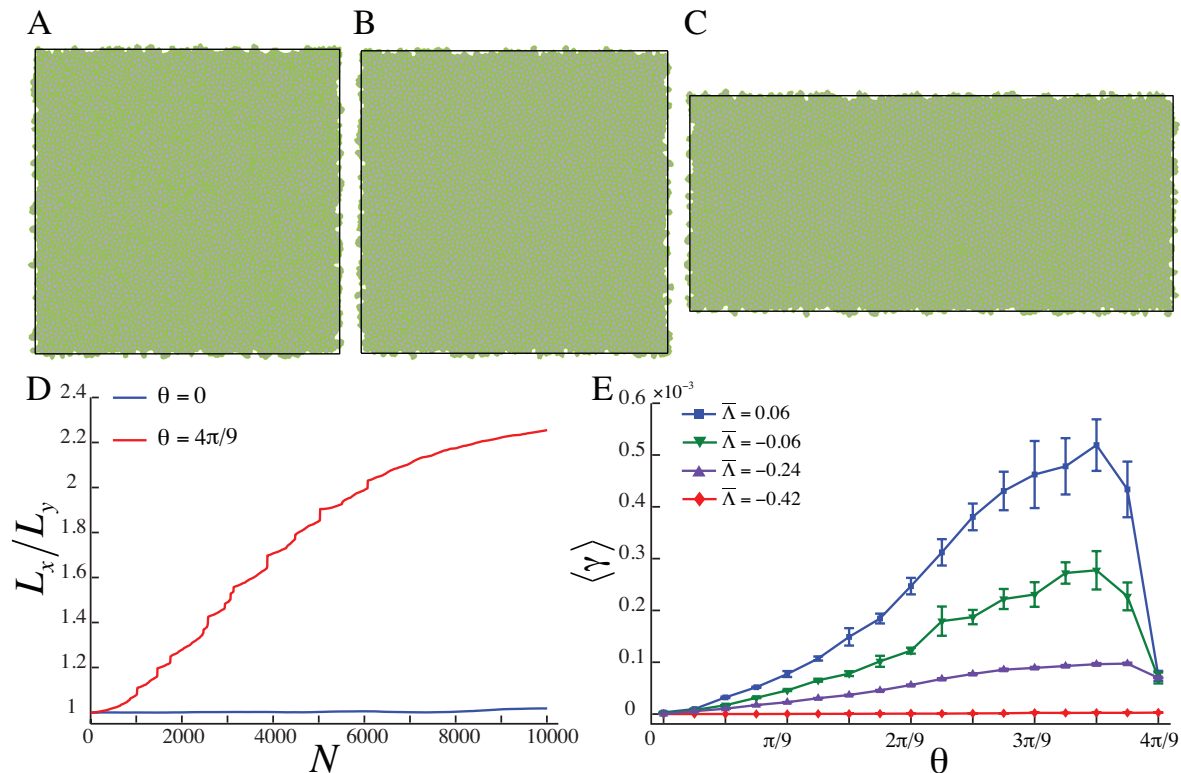 A
B
C
D
θ = 0
θ = 4π/9
2.4
2.2
2
1.8
1.6
1.4
1.2
1
L_x/L_y
0
2000
4000
6000
8000
10000
N
E
×10⁻³
Λ̅ = 0.06
Λ̅ = −0.06
Λ̅ = −0.24
Λ̅ = −0.42
0.6
0.5
0.4
0.3
0.2
0.1
0
⟨γ⟩
0
π/9
2π/9
3π/9
4π/9
θ